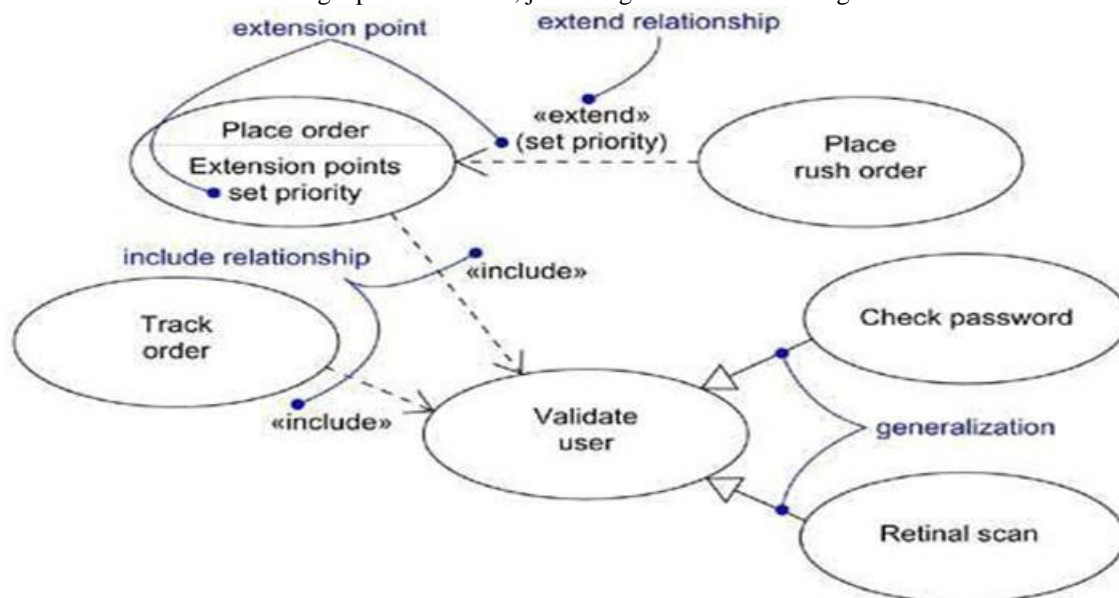 extension point
extend relationship
«extend»
(set priority)
Place order
Extension points
set priority
Place
rush order
include relationship
«include»
Track
order
«include»
Check password
Validate
user
generalization
Retinal scan